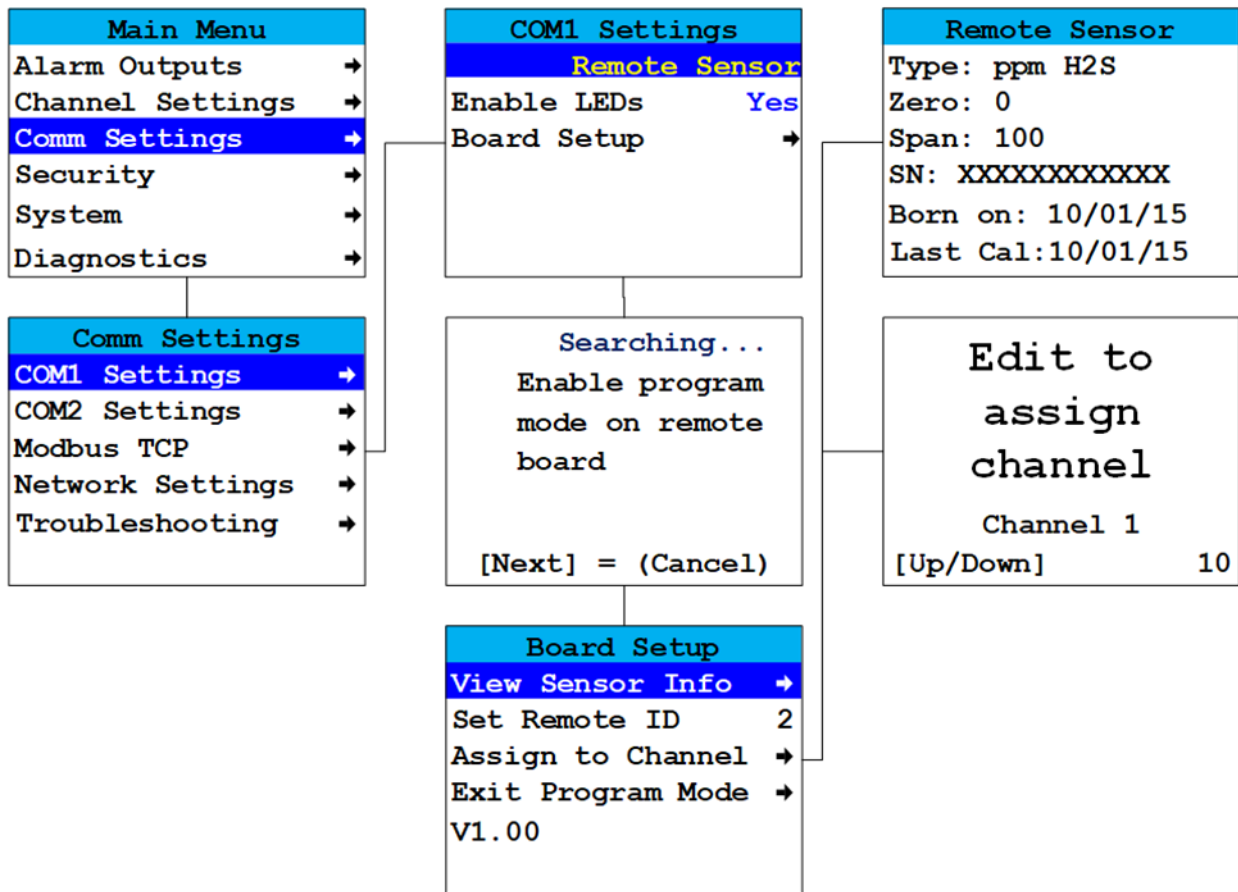 Main Menu
Alarm Outputs
Channel Settings
Comm Settings
Security
System
Diagnostics
Comm Settings
COM1 Settings
COM2 Settings
Modbus TCP
Network Settings
Troubleshooting
COM1 Settings
Remote Sensor
Enable LEDs Yes
Board Setup
Searching...
Enable program
mode on remote
board
[Next] = (Cancel)
Board Setup
View Sensor Info
Set Remote ID 2
Assign to Channel
Exit Program Mode
V1.00
Remote Sensor
Type: ppm H2S
Zero: 0
Span: 100
SN: XXXXXXXXXXXX
Born on: 10/01/15
Last Cal:10/01/15
Edit to
assign
channel
Channel 1
[Up/Down] 10